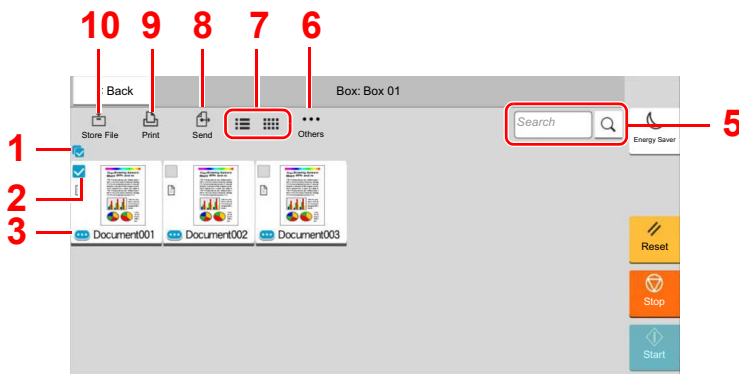 10 9 8 7 6
< Back
Box: Box 01
Store File
Print
Send
Others
Search
5
Energy Saver
1
2
3
Document001
Document002
Document003
Reset
Stop
Start